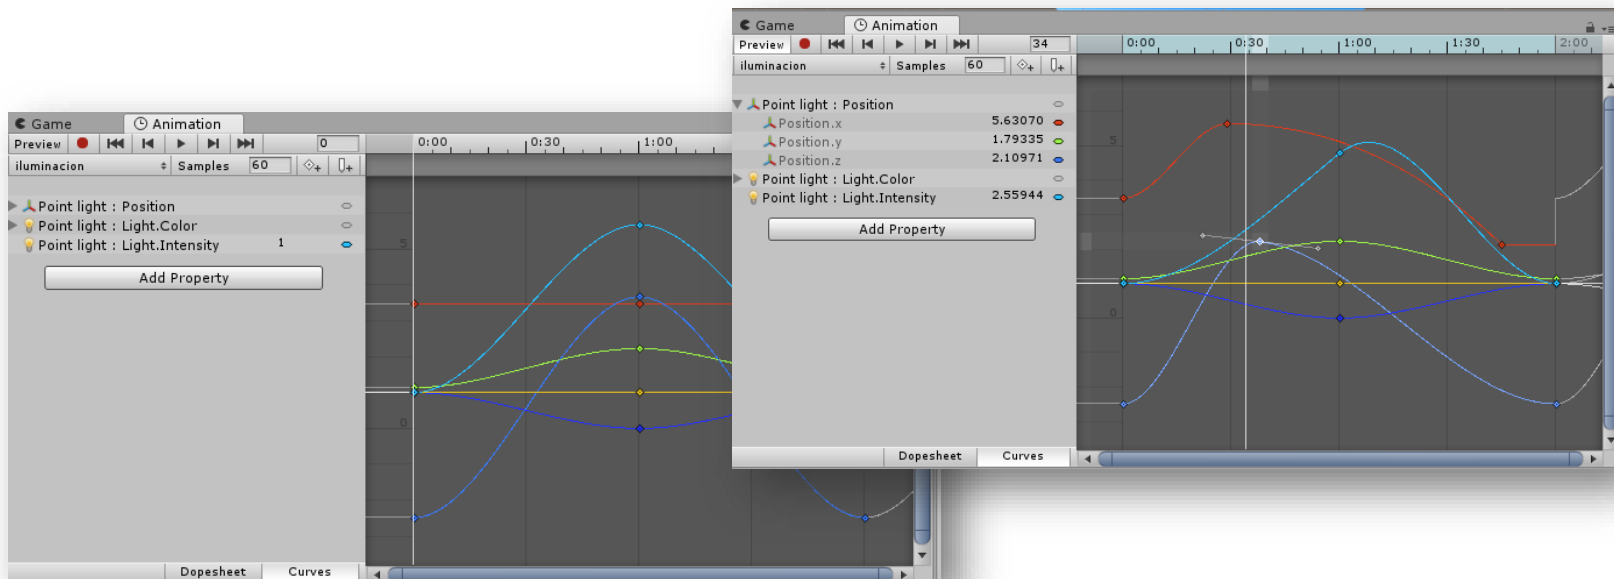 Game
Animation
Preview
0
0:00
0:30
1:00
iluminacion
Samples
60
Point light : Position
Point light : Light.Color
Point light : Light.Intensity
1
Add Property
5
0
Dopesheet
Curves
Game
Animation
Preview
34
0:00
0:30
1:00
1:30
2:00
iluminacion
Samples
60
Point light : Position
Position.x
5.63070
Position.y
1.79335
Position.z
2.10971
Point light : Light.Color
Point light : Light.Intensity
2.55944
Add Property
5
0
Dopesheet
Curves